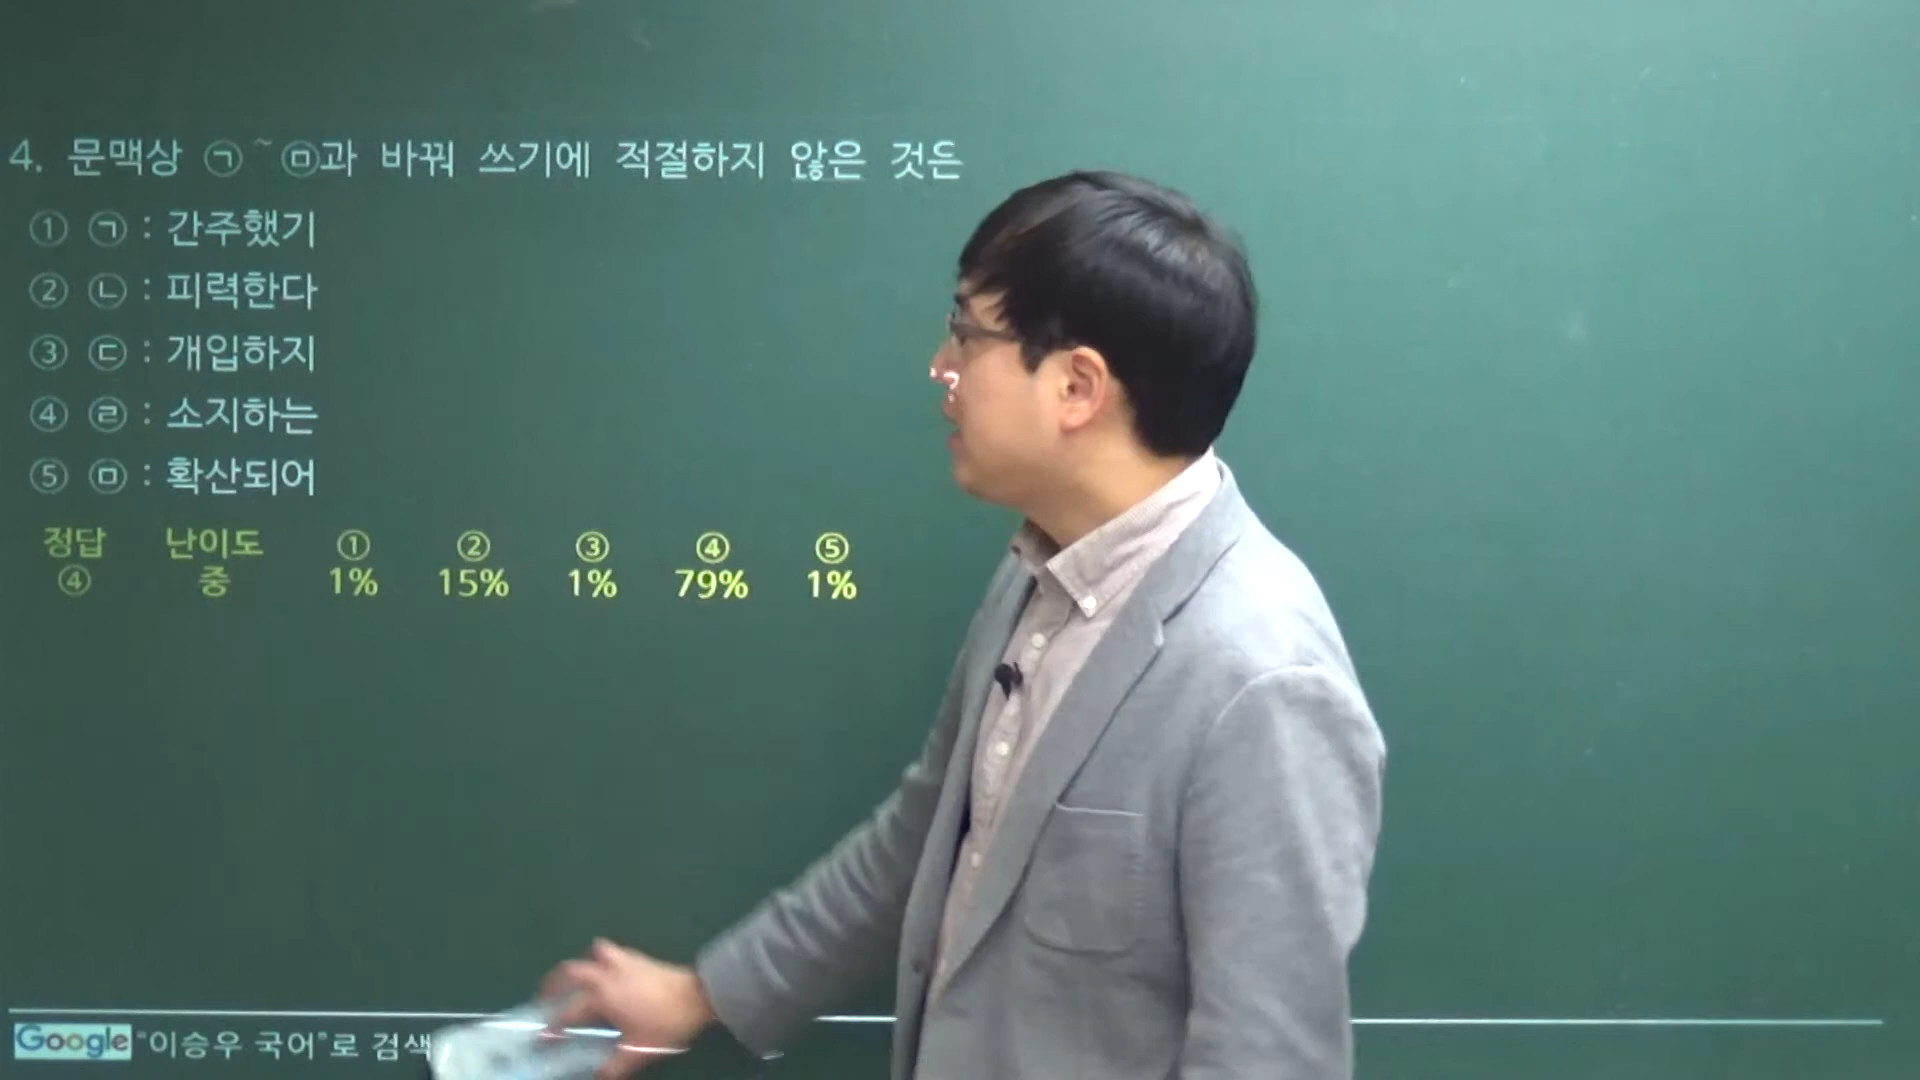 4. 문맥상 ㉠~㉤과 바꿔 쓰기에 적절하지 않은 것은
① ㉠ : 간주했기
② ㉡ : 피력한다
③ ㉢ : 개입하지
④ ㉣ : 소지하는
⑤ ㉤ : 확산되어
정답 난이도 ① ② ③ ④ ⑤
④ 중 1% 15% 1% 79% 1%
Google "이승우 국어"로 검색